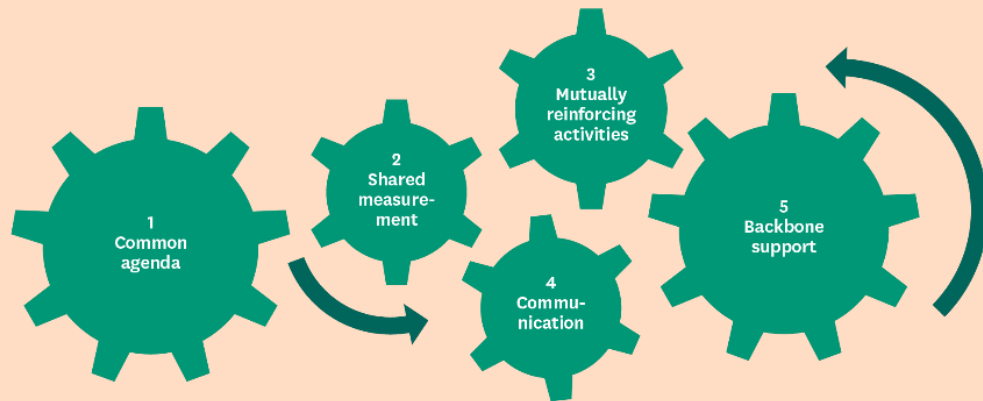 1
Common
agenda
2
Shared
measure-
ment
3
Mutually
reinforcing
activities
4
Commu-
nication
5
Backbone
support